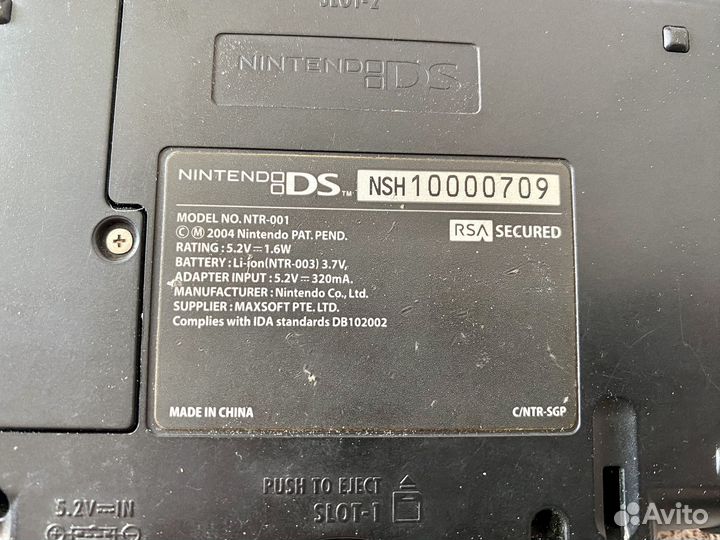 SLOT-2
NINTENDO DS
NINTENDO DS™ NSH10000709
MODEL NO. NTR-001
©Ⓜ 2004 Nintendo PAT. PEND.
RSA SECURED
RATING : 5.2V⎓1.6W
BATTERY : Li-ion(NTR-003) 3.7V,
ADAPTER INPUT : 5.2V⎓320mA.
MANUFACTURER : Nintendo Co., Ltd.
SUPPLIER : MAXSOFT PTE. LTD.
Complies with IDA standards DB102002
MADE IN CHINA
C/NTR-SGP
PUSH TO EJECT
SLOT-1
5.2V⎓IN
Avito